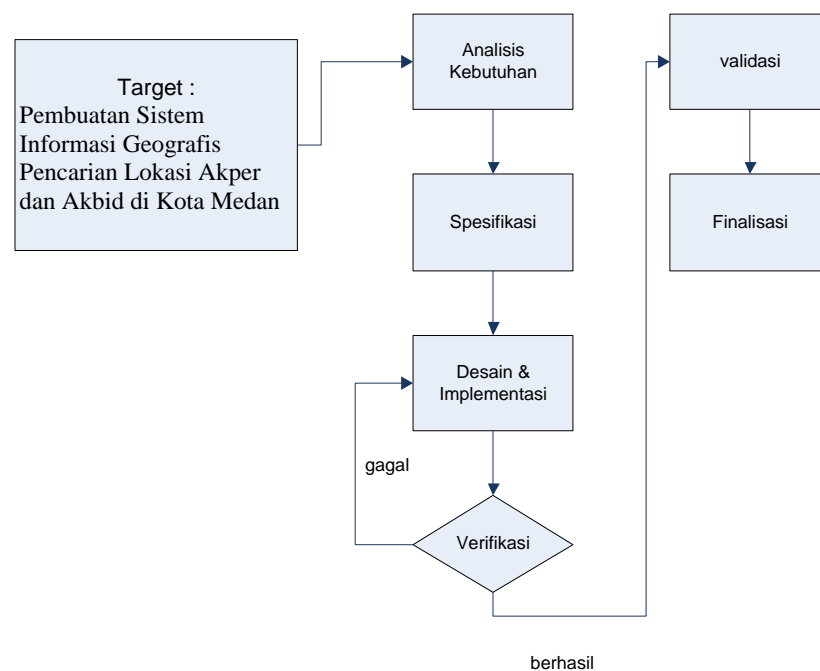 Target :
Pembuatan Sistem
Informasi Geografis
Pencarian Lokasi Akper
dan Akbid di Kota Medan
Analisis
Kebutuhan
Spesifikasi
Desain &
Implementasi
gagal
Verifikasi
berhasil
validasi
Finalisasi